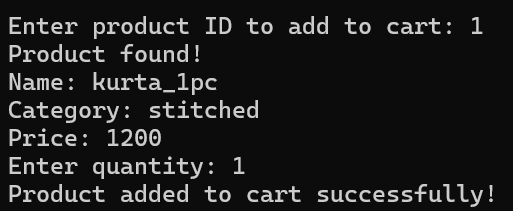 Enter product ID to add to cart: 1
Product found!
Name: kurta_1pc
Category: stitched
Price: 1200
Enter quantity: 1
Product added to cart successfully!